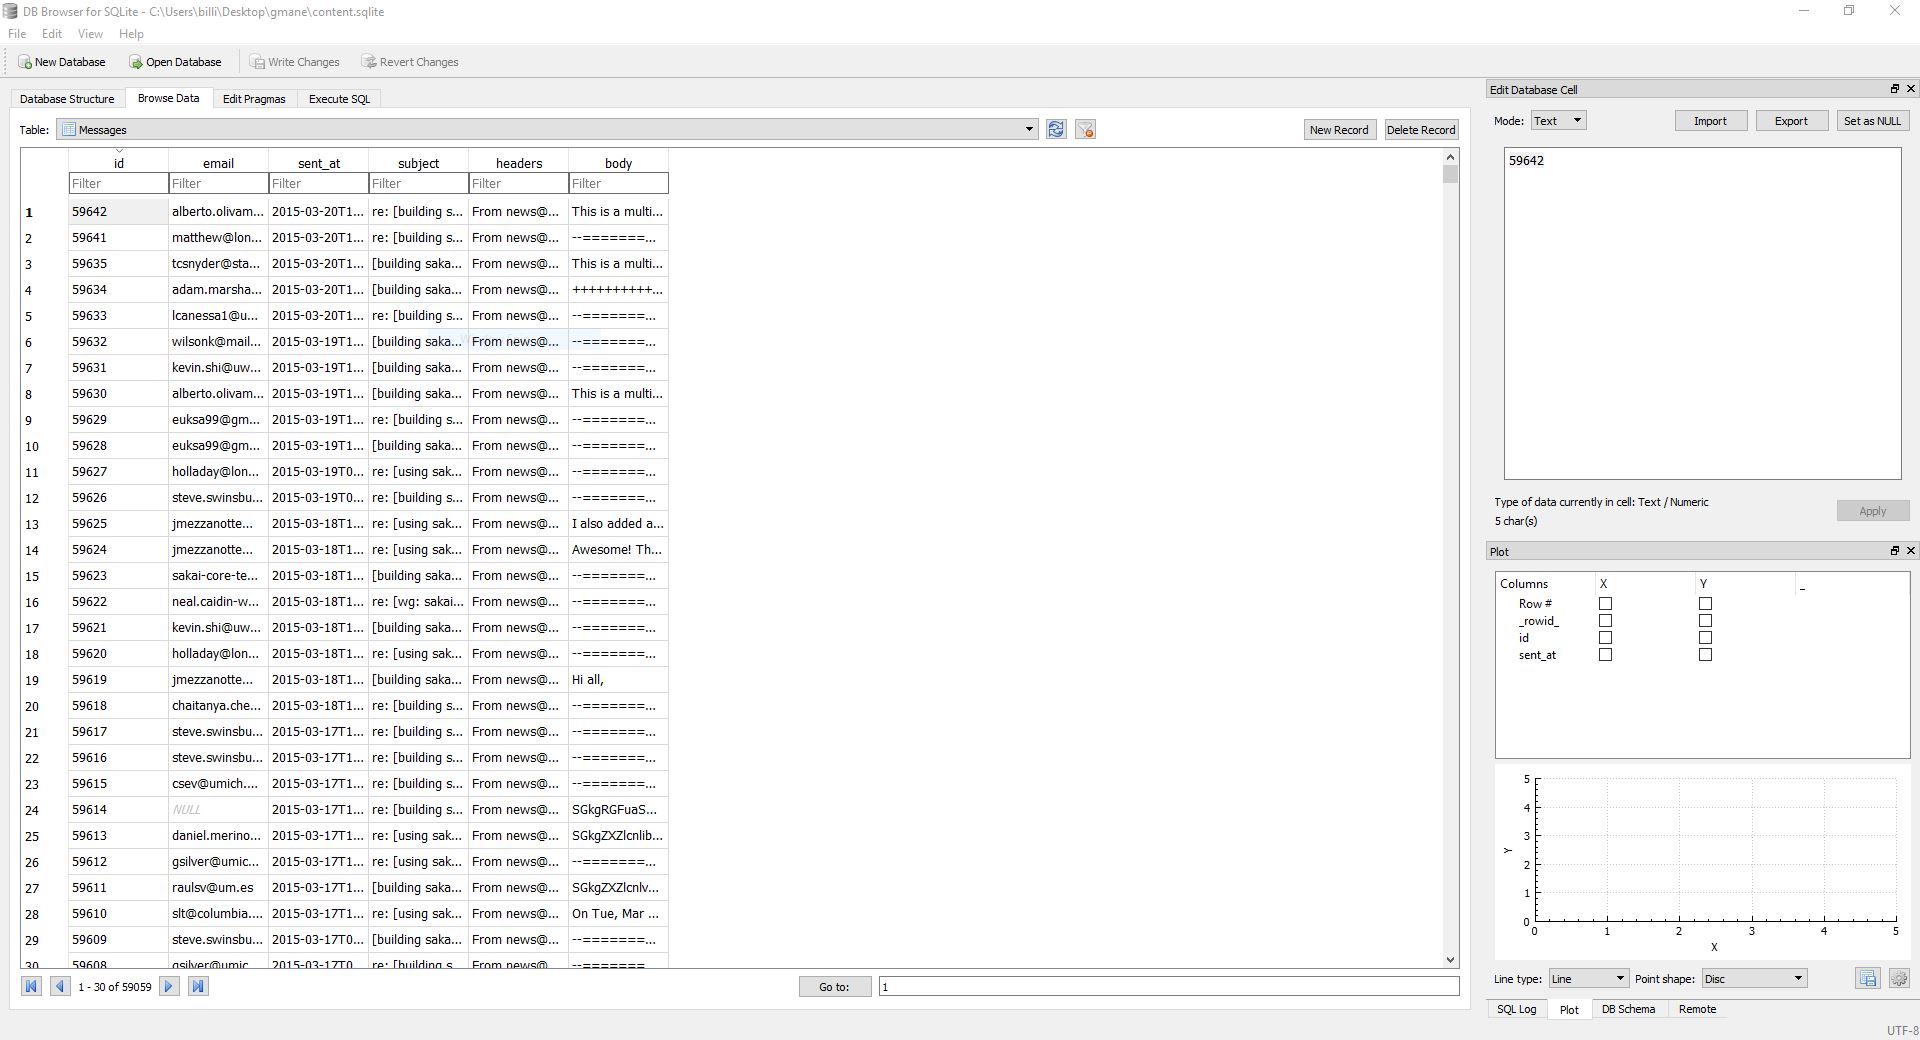 DB Browser for SQLite - C:\Users\billi\Desktop\gmane\content.sqlite
File Edit View Help
New Database Open Database Write Changes Revert Changes
Database Structure Browse Data Edit Pragmas Execute SQL
Table: Messages New Record Delete Record
id email sent_at subject headers body
Filter Filter Filter Filter Filter Filter
1 59642 alberto.olivam... 2015-03-20T1... re: [building s... From news@... This is a multi...
2 59641 matthew@lon... 2015-03-20T1... re: [building s... From news@... --=======...
3 59635 tcsnyder@sta... 2015-03-20T1... [building saka... From news@... This is a multi...
4 59634 adam.marsha... 2015-03-20T1... [building saka... From news@... ++++++++++...
5 59633 lcanessa1@u... 2015-03-20T1... re: [building s... From news@... --=======...
6 59632 wilsonk@mail... 2015-03-19T1... [building saka... From news@... --=======...
7 59631 kevin.shi@uw... 2015-03-19T1... [building saka... From news@... --=======...
8 59630 alberto.olivam... 2015-03-19T1... [building saka... From news@... This is a multi...
9 59629 euksa99@gm... 2015-03-19T1... re: [building s... From news@... --=======...
10 59628 euksa99@gm... 2015-03-19T1... [building saka... From news@... --=======...
11 59627 holladay@lon... 2015-03-19T0... re: [using sak... From news@... --=======...
12 59626 steve.swinsbu... 2015-03-19T0... re: [building s... From news@... --=======...
13 59625 jmezzanotte... 2015-03-18T1... re: [using sak... From news@... I also added a...
14 59624 jmezzanotte... 2015-03-18T1... re: [using sak... From news@... Awesome! Th...
15 59623 sakai-core-te... 2015-03-18T1... [building saka... From news@... --=======...
16 59622 neal.caidin-w... 2015-03-18T1... re: [wg: sakai... From news@... --=======...
17 59621 kevin.shi@uw... 2015-03-18T1... [building saka... From news@... --=======...
18 59620 holladay@lon... 2015-03-18T1... re: [using sak... From news@... --=======...
19 59619 jmezzanotte... 2015-03-18T1... [building saka... From news@... Hi all,
20 59618 chaitanya.che... 2015-03-18T1... re: [building s... From news@... --=======...
21 59617 steve.swinsbu... 2015-03-17T1... re: [building s... From news@... --=======...
22 59616 steve.swinsbu... 2015-03-17T1... re: [building s... From news@... --=======...
23 59615 csev@umich.... 2015-03-17T1... re: [building s... From news@... --=======...
24 59614 NULL 2015-03-17T1... re: [building s... From news@... SGkgRGFuaS...
25 59613 daniel.merino... 2015-03-17T1... re: [using sak... From news@... SGkgZXZlcnlib...
26 59612 gsilver@umic... 2015-03-17T1... re: [using sak... From news@... --=======...
27 59611 raulsv@um.es 2015-03-17T1... [building saka... From news@... SGkgZXZlcnlv...
28 59610 slt@columbia.... 2015-03-17T1... re: [using sak... From news@... On Tue, Mar ...
29 59609 steve.swinsbu... 2015-03-17T0... [building saka... From news@... --=======...
30 59608 gsilver@umic... 2015-03-17T0... re: [building s... From news@... --=======...
1 - 30 of 59059 Go to: 1
Edit Database Cell
Mode: Text Import Export Set as NULL
59642
Type of data currently in cell: Text / Numeric
5 char(s)
Apply
Plot
Columns X Y _
Row #
_rowid_
id
sent_at
5
4
3
2
1
0
Y
0 1 2 3 4 5
X
Line type: Line Point shape: Disc
SQL Log Plot DB Schema Remote
UTF-8